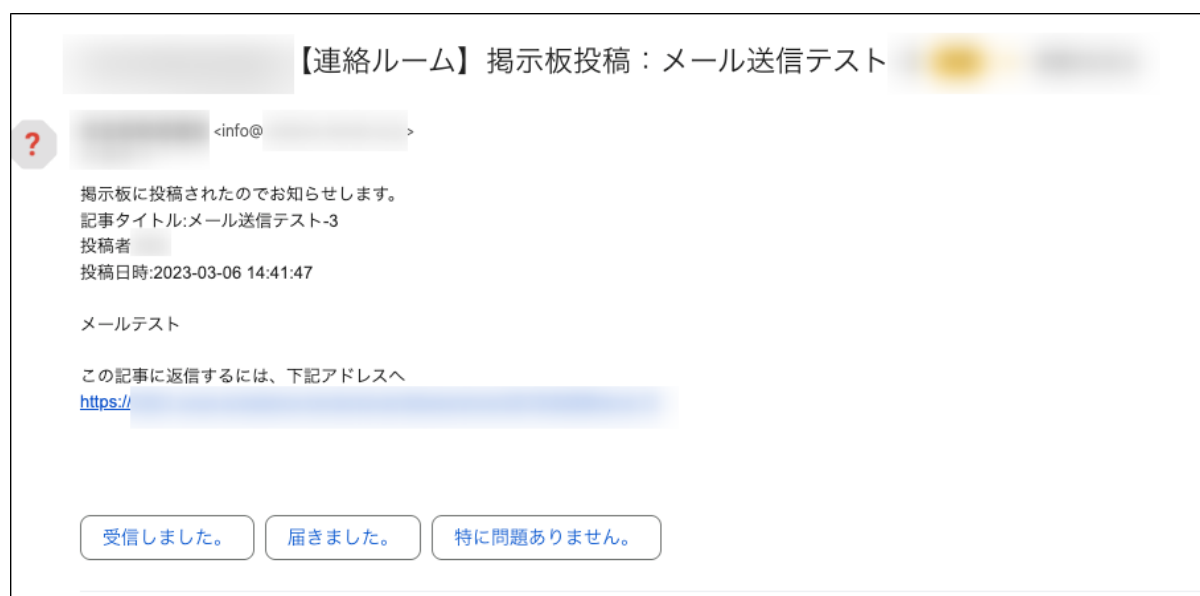 【連絡ルーム】掲示板投稿：メール送信テスト
?
<info@ >
掲示板に投稿されたのでお知らせします。
記事タイトル:メール送信テスト-3
投稿者
投稿日時:2023-03-06 14:41:47
メールテスト
この記事に返信するには、下記アドレスへ
https://
受信しました。 届きました。 特に問題ありません。